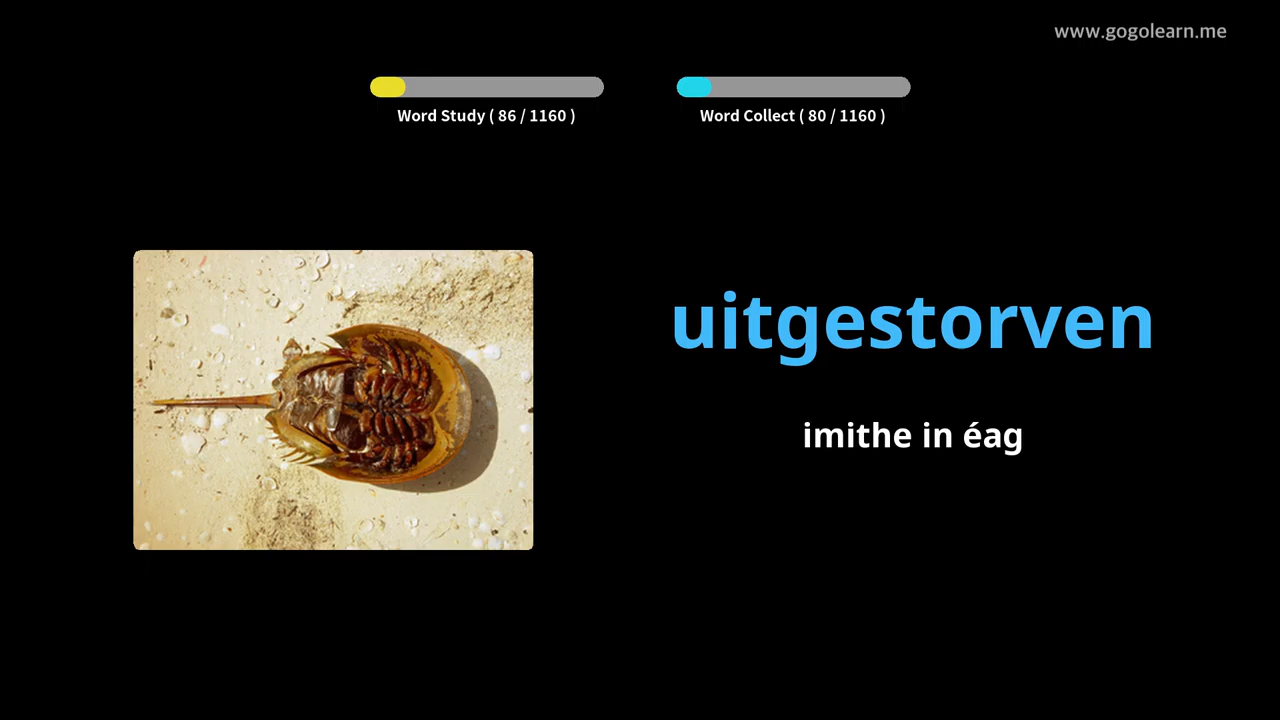 www.gogolearn.me
Word Study ( 86 / 1160 )
Word Collect ( 80 / 1160 )
uitgestorven
imithe in éag